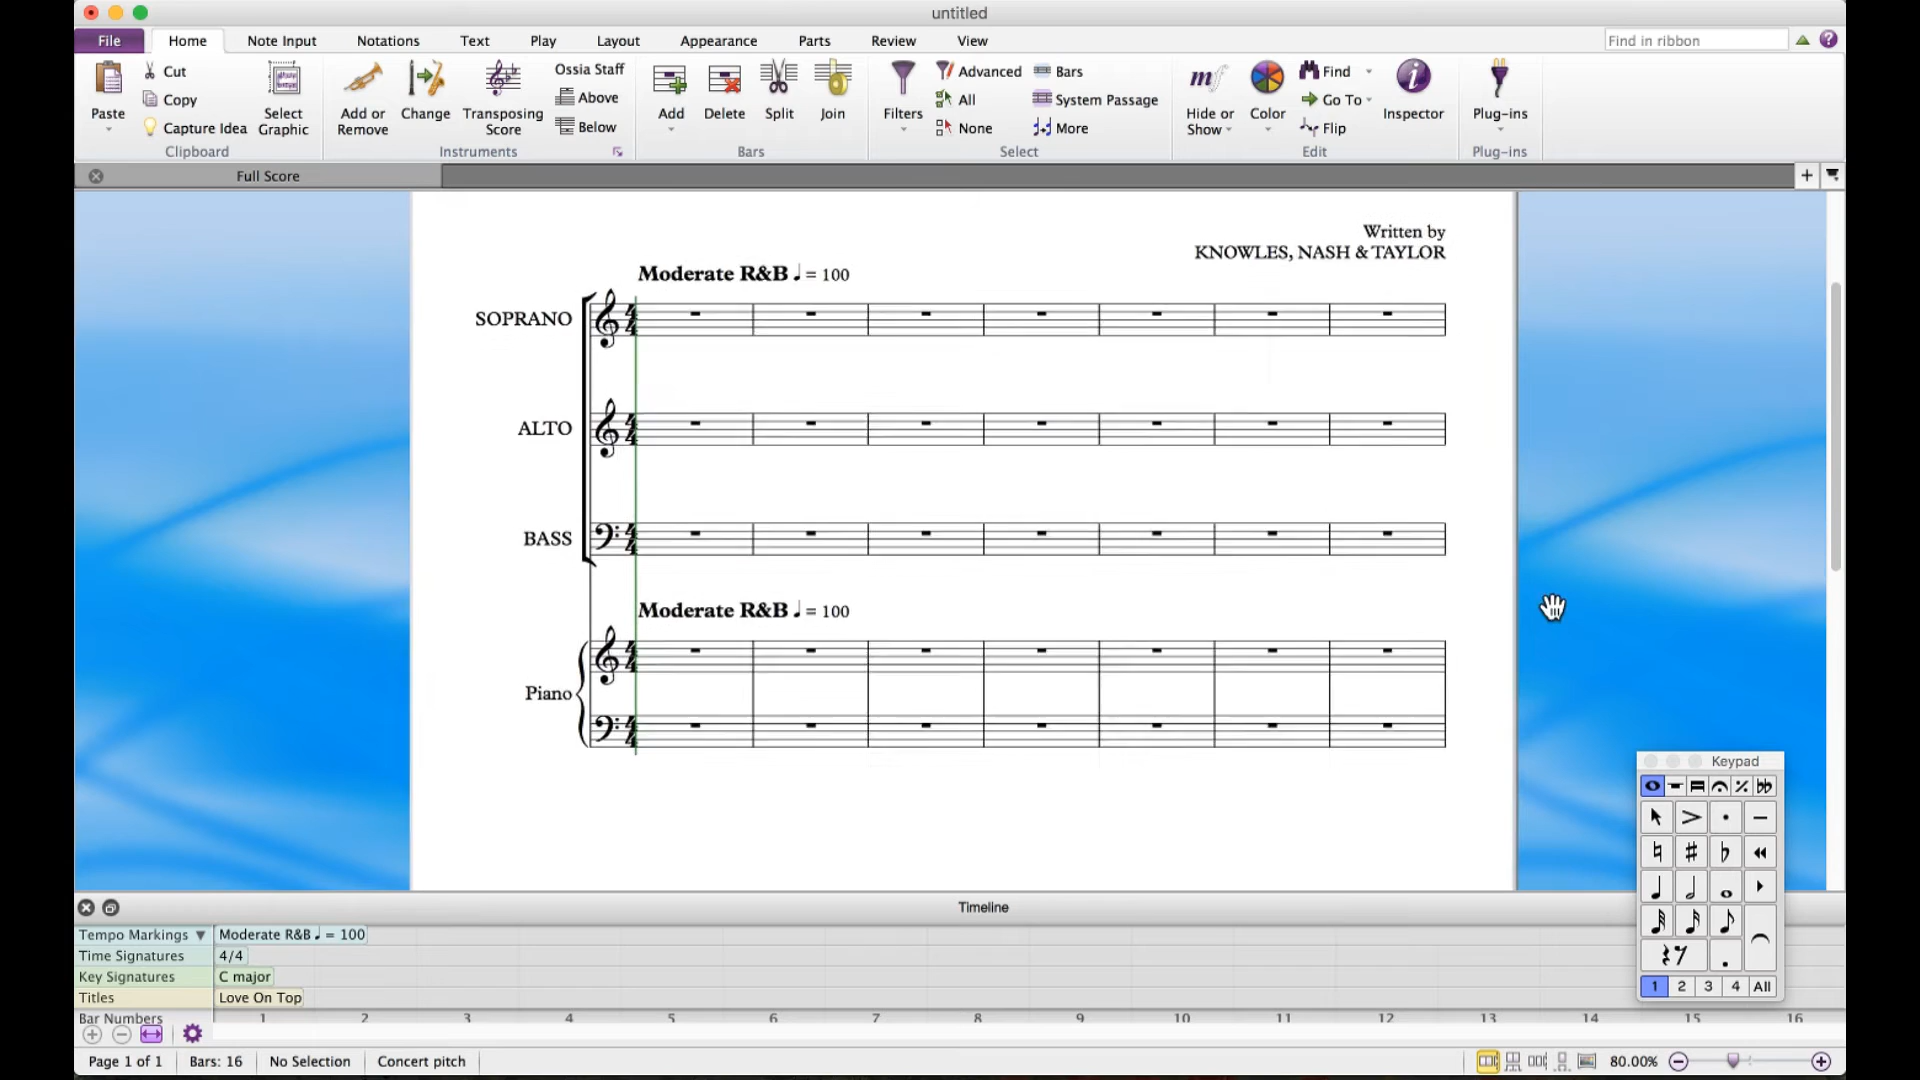 untitled
File Home Note Input Notations Text Play Layout Appearance Parts Review View Find in ribbon
Paste Cut Copy Capture Idea Select Graphic
Add or Remove Change Transposing Score Ossia Staff Above Below
Add Delete Split Join
Filters Advanced All None Bars System Passage More
Hide or Show Color Find Go To Flip Inspector
Plug-ins
Clipboard Instruments Bars Select Edit Plug-ins
Full Score
Written by
KNOWLES, NASH & TAYLOR
Moderate R&B ♩ = 100
SOPRANO
ALTO
BASS
Moderate R&B ♩ = 100
Piano
Keypad
1 2 3 4 All
Timeline
Tempo Markings Moderate R&B ♩ = 100
Time Signatures 4/4
Key Signatures C major
Titles Love On Top
Bar Numbers 1 2 3 4 5 6 7 8 9 10 11 12 13 14 15 16
Page 1 of 1 Bars: 16 No Selection Concert pitch 80.00%